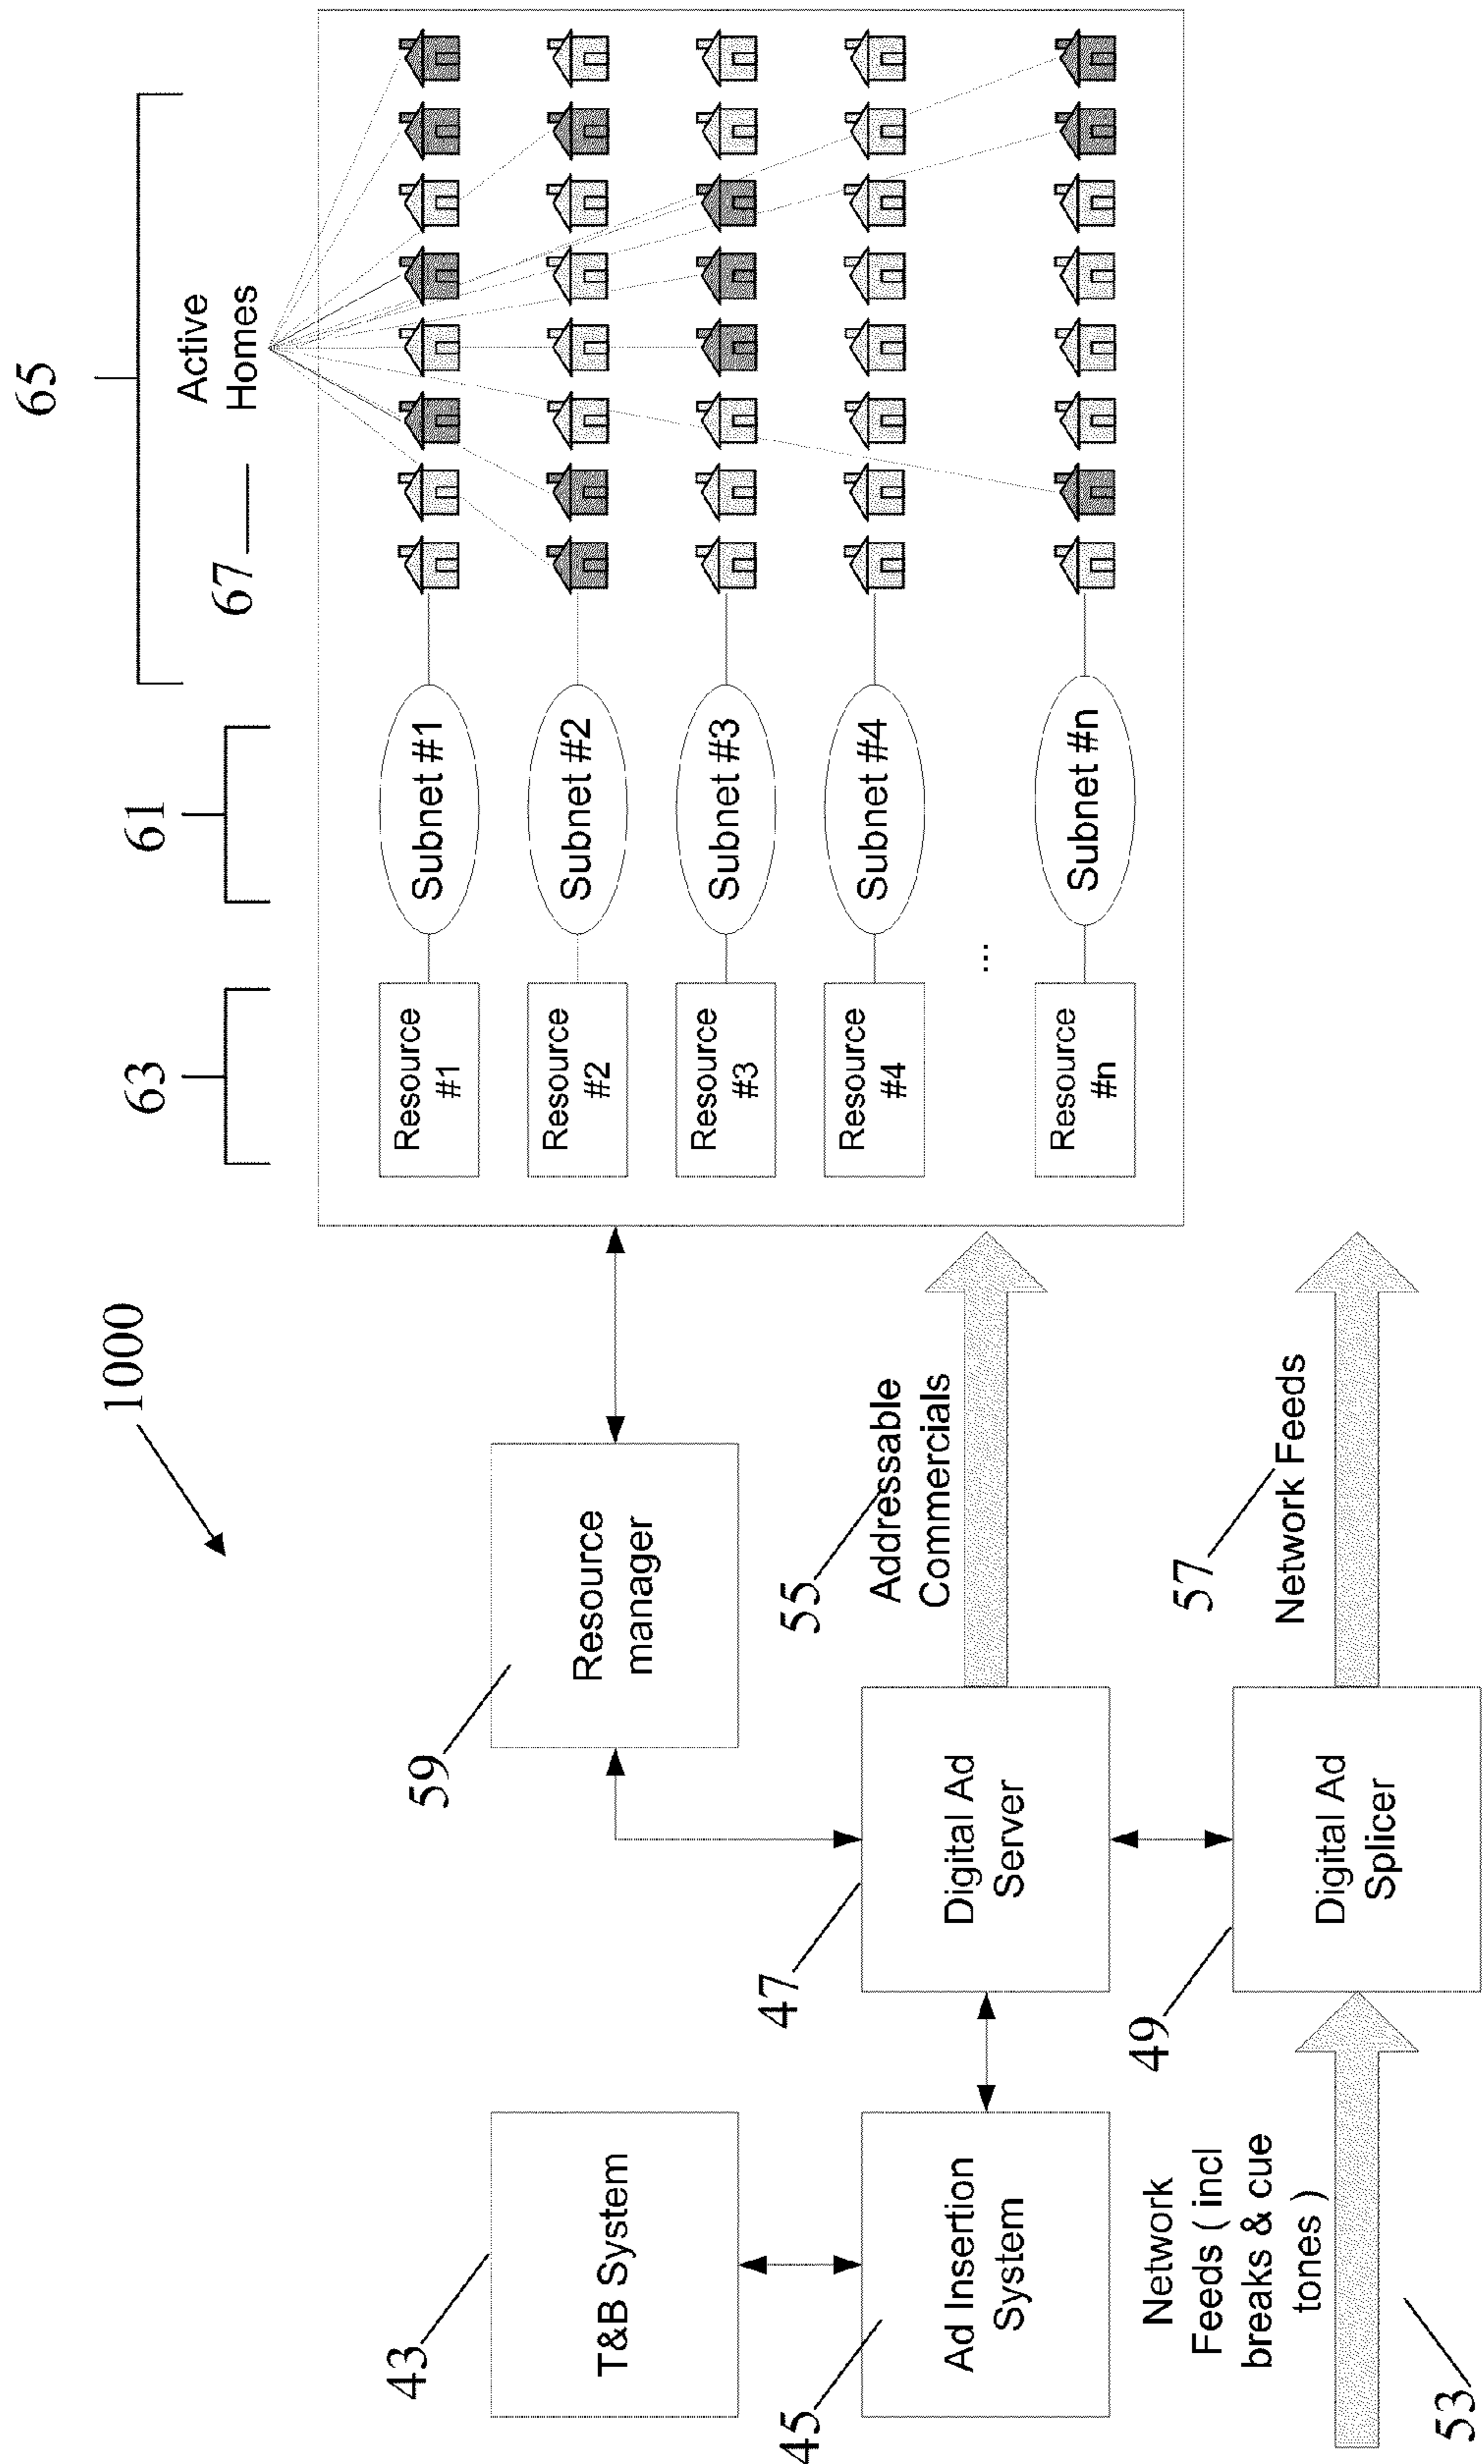 1000
65
63
61
67
Active
Homes
Resource
#1
Subnet #1
Resource
#2
Subnet #2
Resource
#3
Subnet #3
Resource
#4
Subnet #4
...
Resource
#n
Subnet #n
43
T&B System
59
Resource
manager
45
Ad Insertion
System
47
Digital Ad
Server
55
Addressable
Commercials
Network
Feeds ( incl
breaks & cue
tones )
53
49
Digital Ad
Splicer
57
Network Feeds